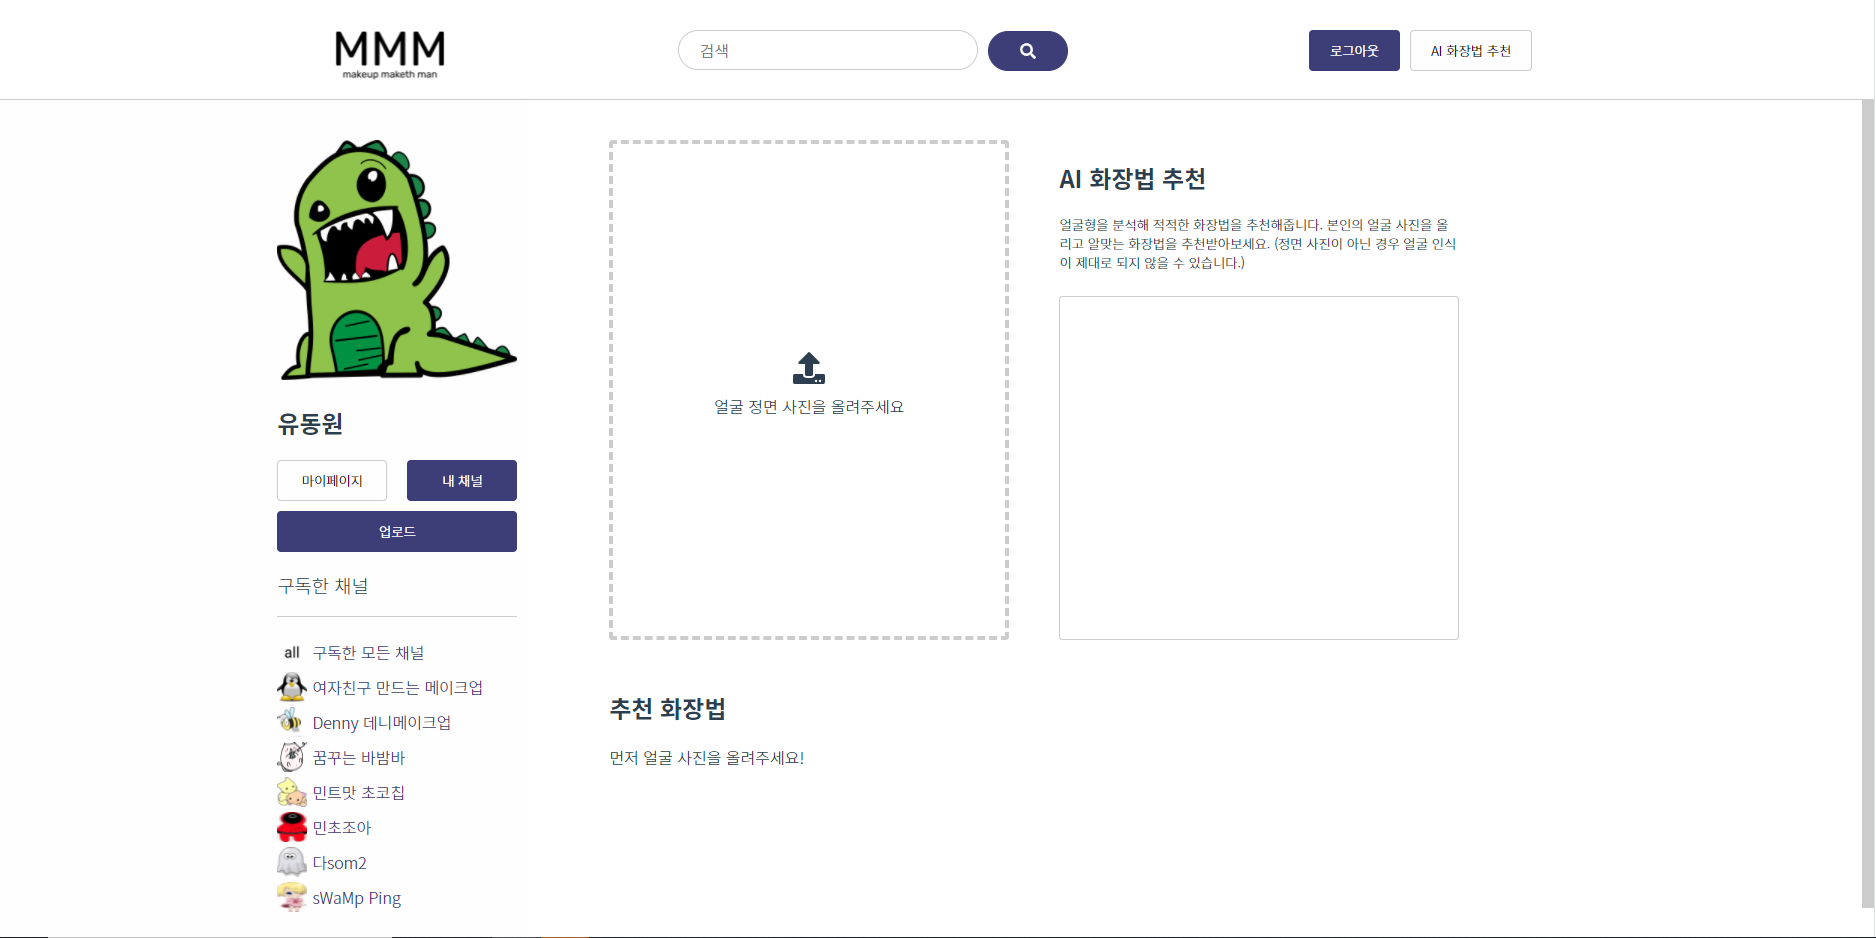 MMM
makeup maketh man
검색
로그아웃
AI 화장법 추천
유동원
마이페이지
내 채널
업로드
구독한 채널
all 구독한 모든 채널
여자친구 만드는 메이크업
Denny 데니메이크업
꿈꾸는 바밤바
민트맛 초코칩
민초조아
다som2
sWaMp Ping
얼굴 정면 사진을 올려주세요
AI 화장법 추천
얼굴형을 분석해 적적한 화장법을 추천해줍니다. 본인의 얼굴 사진을 올
리고 알맞는 화장법을 추천받아보세요. (정면 사진이 아닌 경우 얼굴 인식
이 제대로 되지 않을 수 있습니다.)
추천 화장법
먼저 얼굴 사진을 올려주세요!